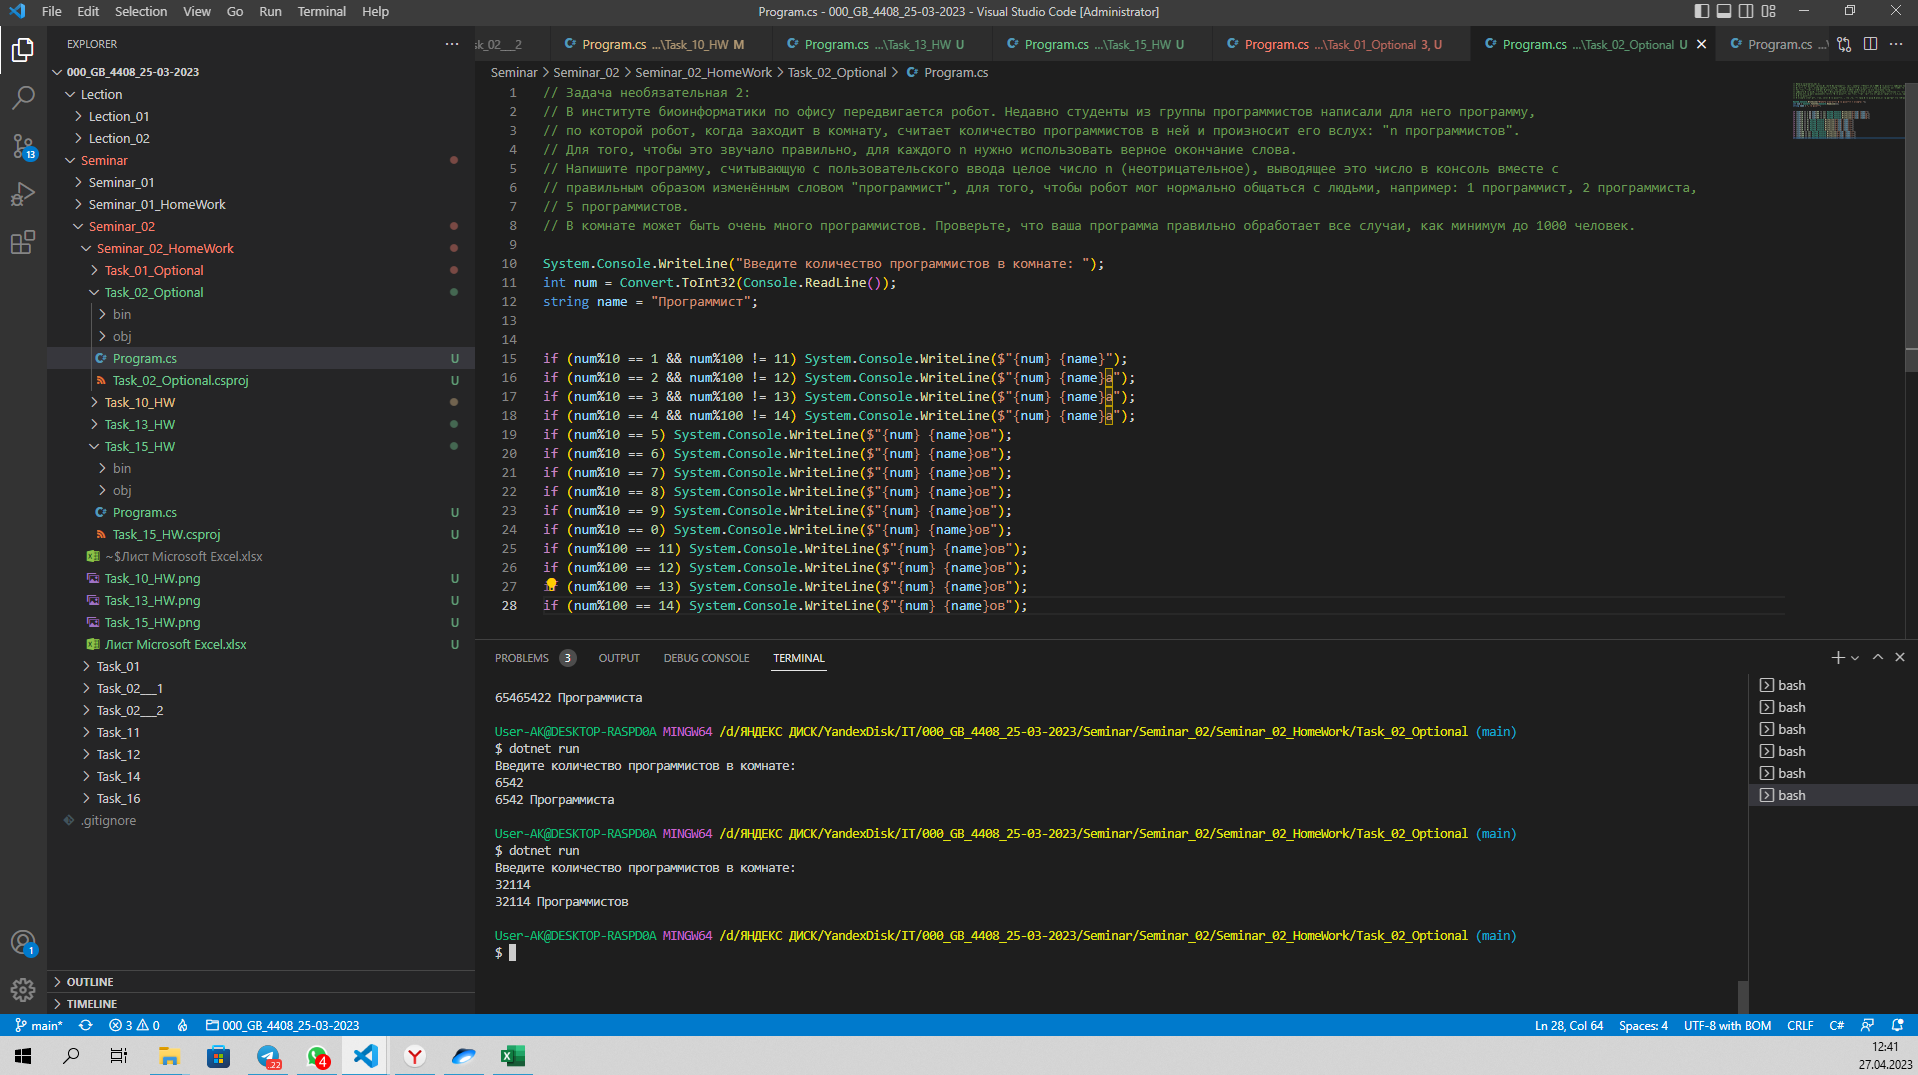 File Edit Selection View Go Run Terminal Help
Program.cs - 000_GB_4408_25-03-2023 - Visual Studio Code [Administrator]
EXPLORER
000_GB_4408_25-03-2023
Lection
Lection_01
Lection_02
Seminar
Seminar_01
Seminar_01_HomeWork
Seminar_02
Seminar_02_HomeWork
Task_01_Optional
Task_02_Optional
bin
obj
Program.cs U
Task_02_Optional.csproj U
Task_10_HW
Task_13_HW
Task_15_HW
bin
obj
Program.cs U
Task_15_HW.csproj U
~$Лист Microsoft Excel.xlsx
Task_10_HW.png U
Task_13_HW.png U
Task_15_HW.png U
Лист Microsoft Excel.xlsx U
Task_01
Task_02___1
Task_02___2
Task_11
Task_12
Task_14
Task_16
.gitignore
OUTLINE
TIMELINE
13
1
sk_02___2 Program.cs ...\Task_10_HW M Program.cs ...\Task_13_HW U Program.cs ...\Task_15_HW U Program.cs ...\Task_01_Optional 3, U Program.cs ...\Task_02_Optional U Program.cs ...\
Seminar > Seminar_02 > Seminar_02_HomeWork > Task_02_Optional > Program.cs
1 // Задача необязательная 2:
2 // В институте биоинформатики по офису передвигается робот. Недавно студенты из группы программистов написали для него программу,
3 // по которой робот, когда заходит в комнату, считает количество программистов в ней и произносит его вслух: "n программистов".
4 // Для того, чтобы это звучало правильно, для каждого n нужно использовать верное окончание слова.
5 // Напишите программу, считывающую с пользовательского ввода целое число n (неотрицательное), выводящее это число в консоль вместе с
6 // правильным образом изменённым словом "программист", для того, чтобы робот мог нормально общаться с людьми, например: 1 программист, 2 программиста,
7 // 5 программистов.
8 // В комнате может быть очень много программистов. Проверьте, что ваша программа правильно обработает все случаи, как минимум до 1000 человек.
9
10 System.Console.WriteLine("Введите количество программистов в комнате: ");
11 int num = Convert.ToInt32(Console.ReadLine());
12 string name = "Программист";
13
14
15 if (num%10 == 1 && num%100 != 11) System.Console.WriteLine($"{num} {name}");
16 if (num%10 == 2 && num%100 != 12) System.Console.WriteLine($"{num} {name}а");
17 if (num%10 == 3 && num%100 != 13) System.Console.WriteLine($"{num} {name}а");
18 if (num%10 == 4 && num%100 != 14) System.Console.WriteLine($"{num} {name}а");
19 if (num%10 == 5) System.Console.WriteLine($"{num} {name}ов");
20 if (num%10 == 6) System.Console.WriteLine($"{num} {name}ов");
21 if (num%10 == 7) System.Console.WriteLine($"{num} {name}ов");
22 if (num%10 == 8) System.Console.WriteLine($"{num} {name}ов");
23 if (num%10 == 9) System.Console.WriteLine($"{num} {name}ов");
24 if (num%10 == 0) System.Console.WriteLine($"{num} {name}ов");
25 if (num%100 == 11) System.Console.WriteLine($"{num} {name}ов");
26 if (num%100 == 12) System.Console.WriteLine($"{num} {name}ов");
27 if (num%100 == 13) System.Console.WriteLine($"{num} {name}ов");
28 if (num%100 == 14) System.Console.WriteLine($"{num} {name}ов");
PROBLEMS 3 OUTPUT DEBUG CONSOLE TERMINAL
65465422 Программиста
User-AK@DESKTOP-RASPD0A MINGW64 /d/ЯНДЕКС ДИСК/YandexDisk/IT/000_GB_4408_25-03-2023/Seminar/Seminar_02/Seminar_02_HomeWork/Task_02_Optional (main)
$ dotnet run
Введите количество программистов в комнате:
6542
6542 Программиста
User-AK@DESKTOP-RASPD0A MINGW64 /d/ЯНДЕКС ДИСК/YandexDisk/IT/000_GB_4408_25-03-2023/Seminar/Seminar_02/Seminar_02_HomeWork/Task_02_Optional (main)
$ dotnet run
Введите количество программистов в комнате:
32114
32114 Программистов
User-AK@DESKTOP-RASPD0A MINGW64 /d/ЯНДЕКС ДИСК/YandexDisk/IT/000_GB_4408_25-03-2023/Seminar/Seminar_02/Seminar_02_HomeWork/Task_02_Optional (main)
$
bash
bash
bash
bash
bash
bash
main* 3 0 000_GB_4408_25-03-2023 Ln 28, Col 64 Spaces: 4 UTF-8 with BOM CRLF C#
22 4
12:41
27.04.2023